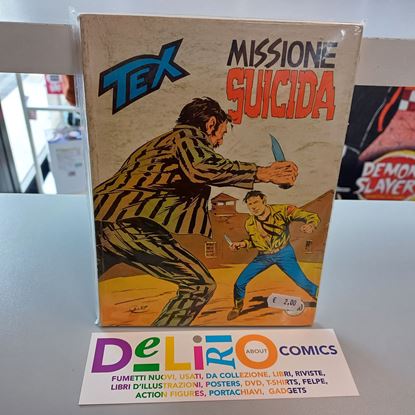 TEX
MISSIONE
SUICIDA
DEMON
SLAYER
€ 2,00
DeLiRiO
ABOUT
COMICS
FUMETTI NUOVI, USATI, DA COLLEZIONE, LIBRI, RIVISTE,
LIBRI D'ILLUSTRAZIONI, POSTERS, DVD, T-SHIRTS, FELPE,
ACTION FIGURES, PORTACHIAVI, GADGETS